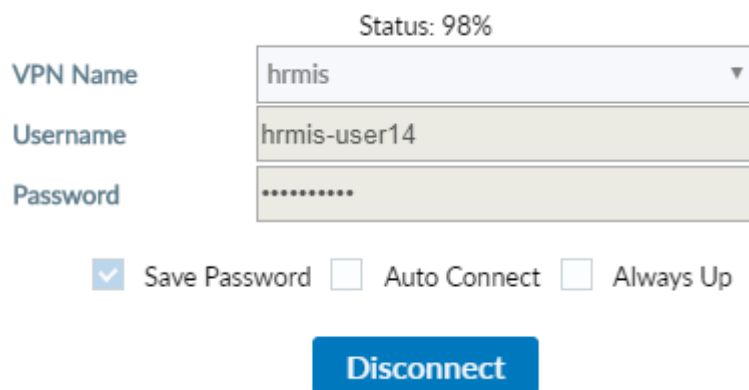 Status: 98%
VPN Name hrmis
Username hrmis-user14
Password ••••••••••
Save Password Auto Connect Always Up
Disconnect